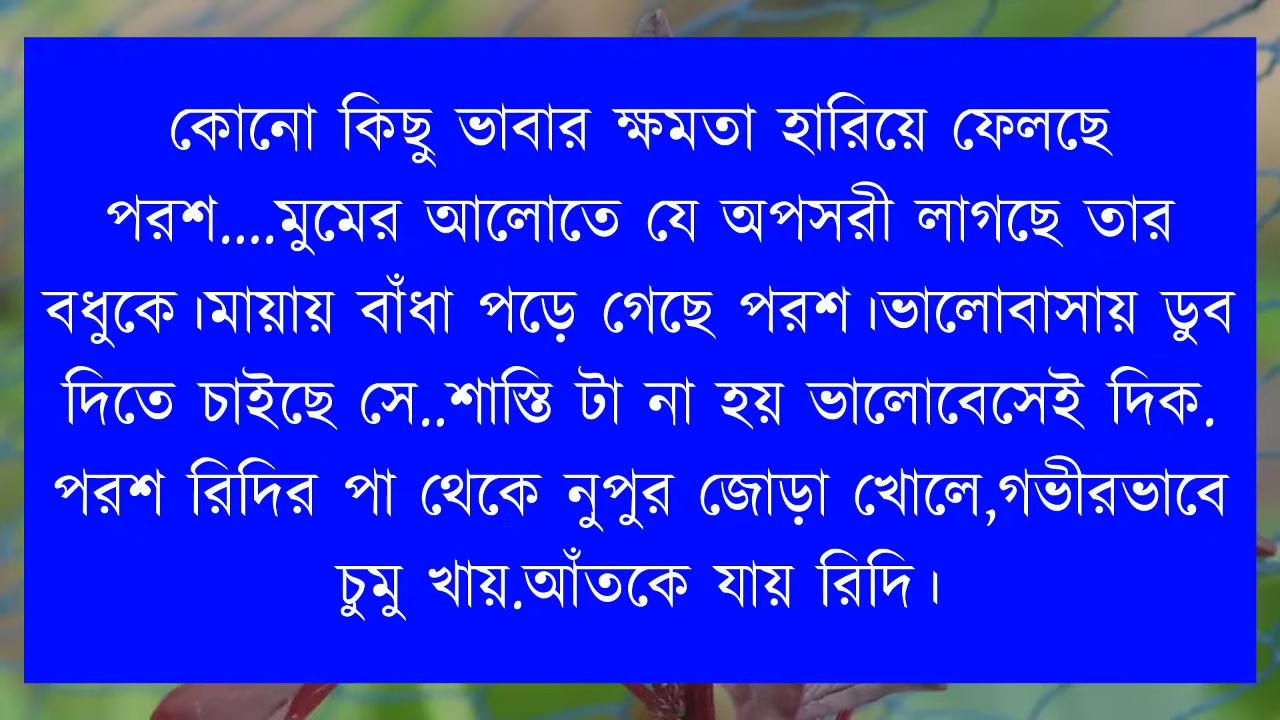 কোনো কিছু ভাবার ক্ষমতা হারিয়ে ফেলছে
পরশ....মুমের আলোতে যে অপসরী লাগছে তার
বধুকে।মায়ায় বাঁধা পড়ে গেছে পরশ।ভালোবাসায় ডুব
দিতে চাইছে সে..শাস্তি টা না হয় ভালোবেসেই দিক.
পরশ রিদির পা থেকে নুপুর জোড়া খোলে,গভীরভাবে
চুমু খায়.আঁতকে যায় রিদি।